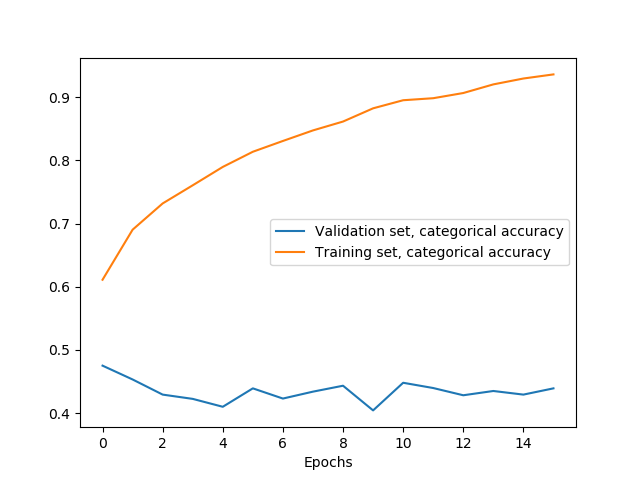 0.9
0.8
0.7
0.6
0.5
0.4
Validation set, categorical accuracy
Training set, categorical accuracy
0 2 4 6 8 10 12 14
Epochs